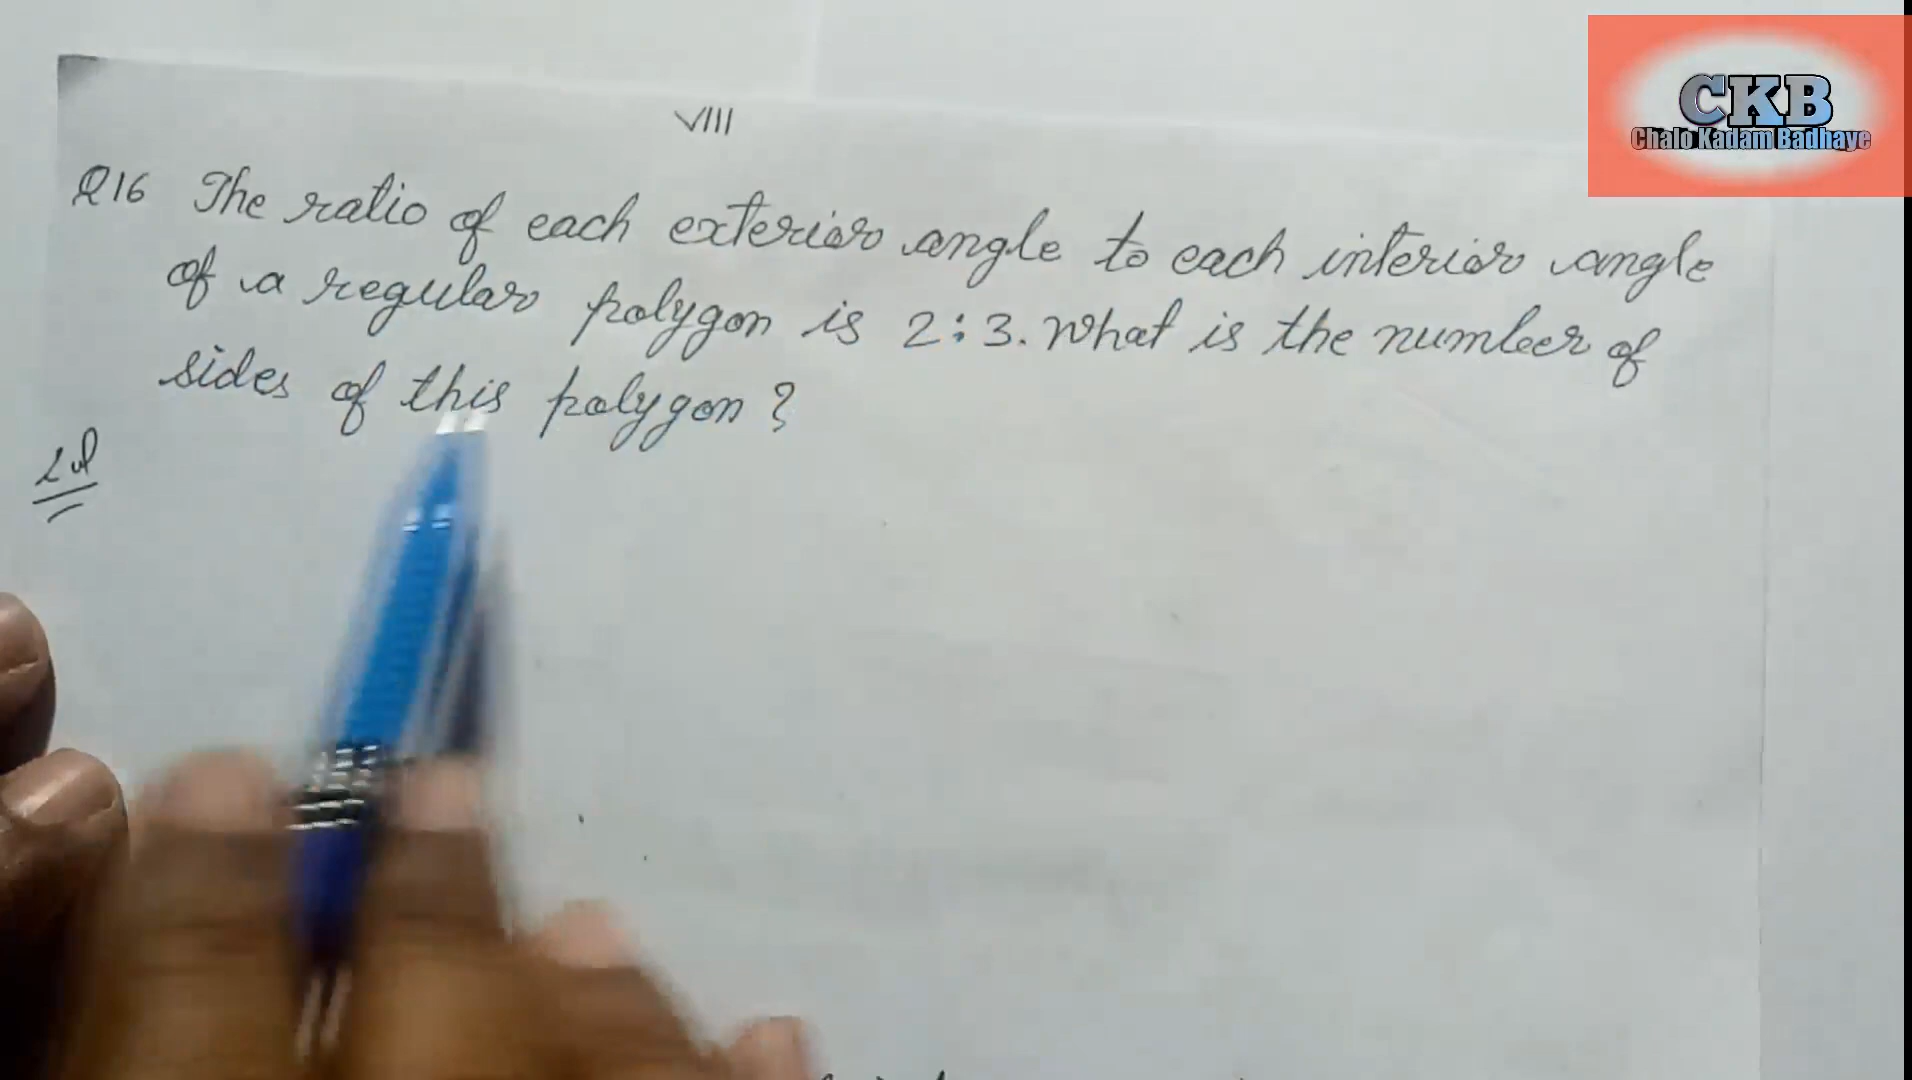 CKB
Chalo Kadam Badhaye
VIII
Q16 The ratio of each exterior angle to each interior angle
of a regular polygon is 2:3. What is the number of
sides of this polygon?
Sol